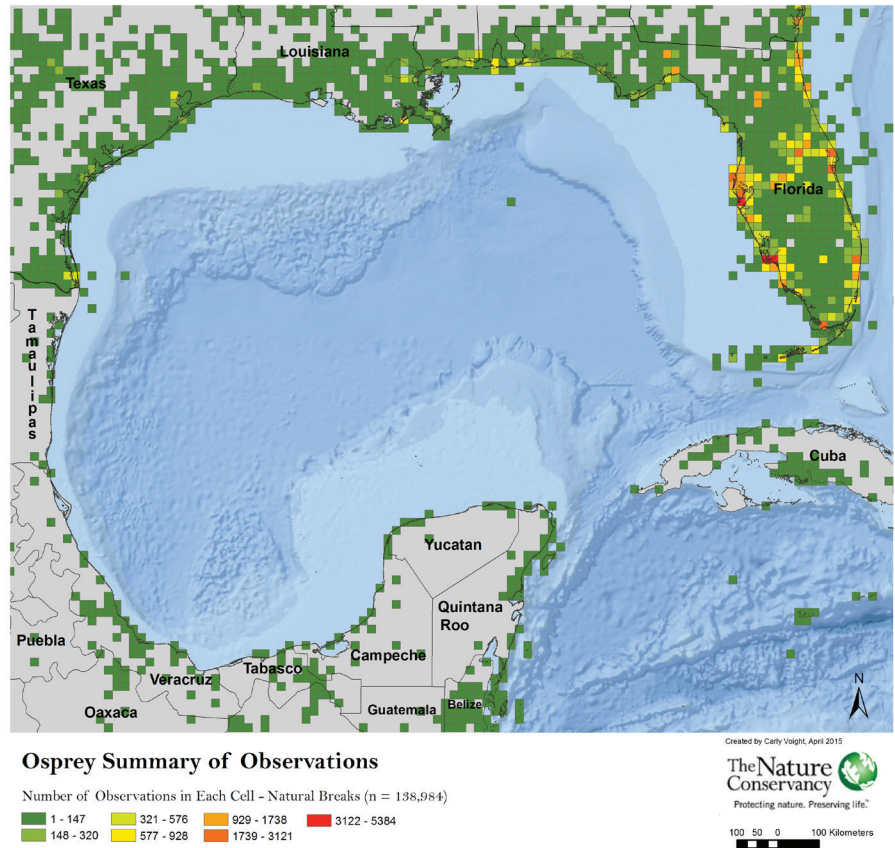 Louisiana
Texas
Florida
Tamaulipas
Cuba
Yucatan
Quintana
Roo
Puebla
Campeche
Veracruz
Tabasco
Oaxaca
Guatemala
Belize
N
Created by Carly Voight, April 2015
Osprey Summary of Observations
The Nature
Conservancy
Protecting nature. Preserving life.™
Number of Observations in Each Cell - Natural Breaks (n = 138,984)
1 - 147
321 - 576
929 - 1738
3122 - 5384
148 - 320
577 - 928
1739 - 3121
100 50 0 100 Kilometers